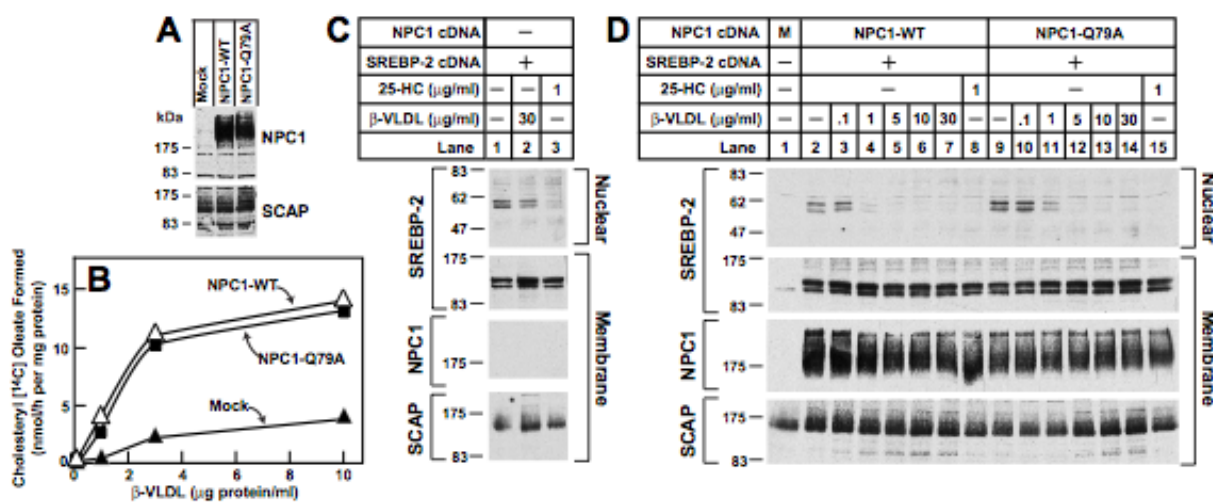 A
Mock
NPC1-WT
NPC1-Q79A
kDa
NPC1
175
83
175
SCAP
83
B
Cholesteryl [¹⁴C] Oleate Formed
(nmol/h per mg protein)
15
10
5
0
NPC1-WT
NPC1-Q79A
Mock
0 2 4 6 8 10
β-VLDL (μg protein/ml)
C
NPC1 cDNA –
SREBP-2 cDNA +
25-HC (μg/ml) – – 1
β-VLDL (μg/ml) – 30 –
Lane 1 2 3
SREBP-2
83
62
47
Nuclear
175
83
NPC1
175
SCAP
175
83
Membrane
D
NPC1 cDNA M NPC1-WT NPC1-Q79A
SREBP-2 cDNA – + +
25-HC (μg/ml) – – 1 – 1
β-VLDL (μg/ml) – – .1 1 5 10 30 – – .1 1 5 10 30 –
Lane 1 2 3 4 5 6 7 8 9 10 11 12 13 14 15
SREBP-2
83
62
47
Nuclear
175
83
NPC1
175
SCAP
175
83
Membrane